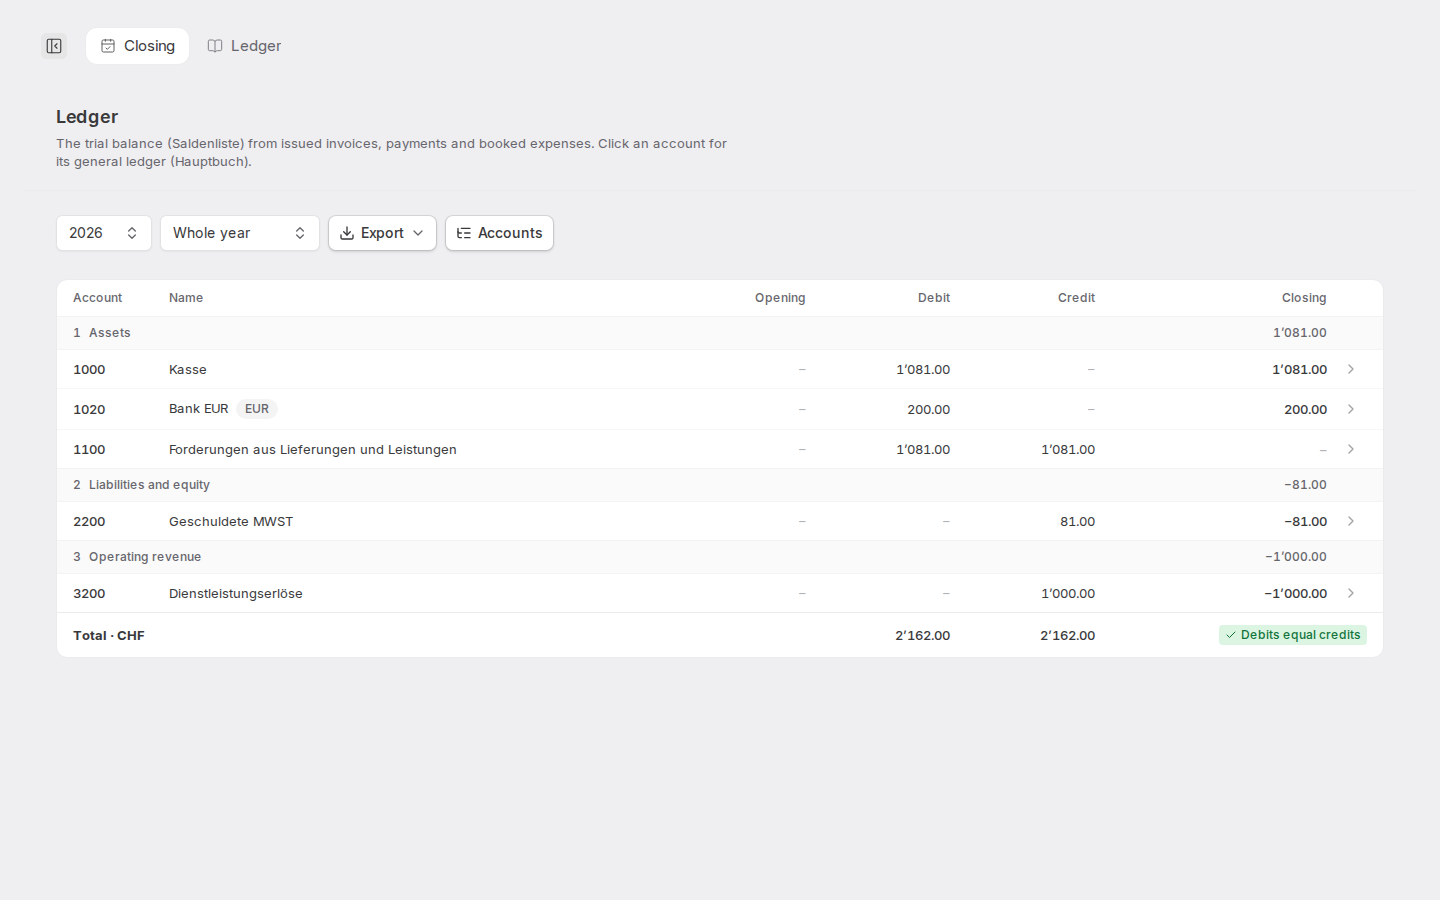 Closing Ledger
Ledger
The trial balance (Saldenliste) from issued invoices, payments and booked expenses. Click an account for
its general ledger (Hauptbuch).
2026 Whole year Export Accounts
Account Name Opening Debit Credit Closing
1 Assets 1’081.00
1000 Kasse – 1’081.00 – 1’081.00
1020 Bank EUR EUR – 200.00 – 200.00
1100 Forderungen aus Lieferungen und Leistungen – 1’081.00 1’081.00 –
2 Liabilities and equity −81.00
2200 Geschuldete MWST – – 81.00 −81.00
3 Operating revenue −1’000.00
3200 Dienstleistungserlöse – – 1’000.00 −1’000.00
Total · CHF 2’162.00 2’162.00 Debits equal credits